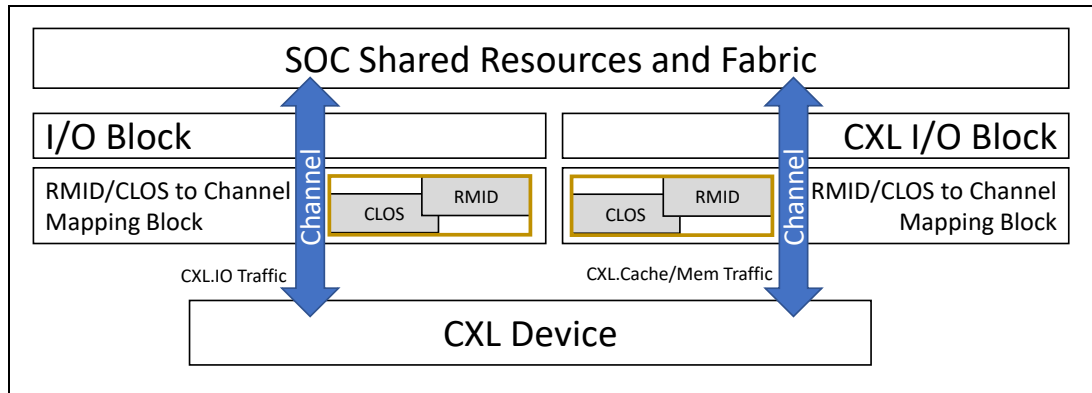 SOC Shared Resources and Fabric
I/O Block
CXL I/O Block
Channel
Channel
RMID/CLOS to Channel
Mapping Block
RMID
CLOS
RMID
CLOS
RMID/CLOS to Channel
Mapping Block
CXL.IO Traffic
CXL.Cache/Mem Traffic
CXL Device